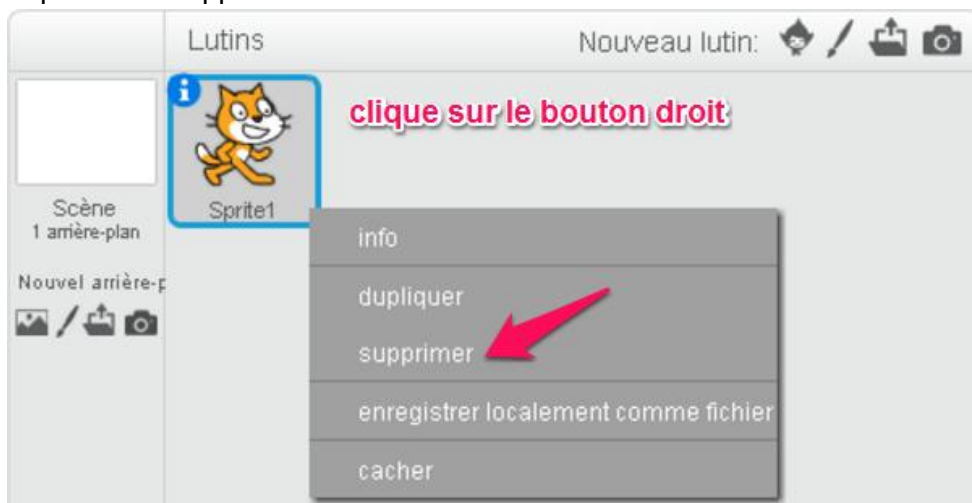 Lutins
Nouveau lutin:
clique sur le bouton droit
Sprite1
Scène
1 arrière-plan
Nouvel arrière-p
info
dupliquer
supprimer
enregistrer localement comme fichier
cacher